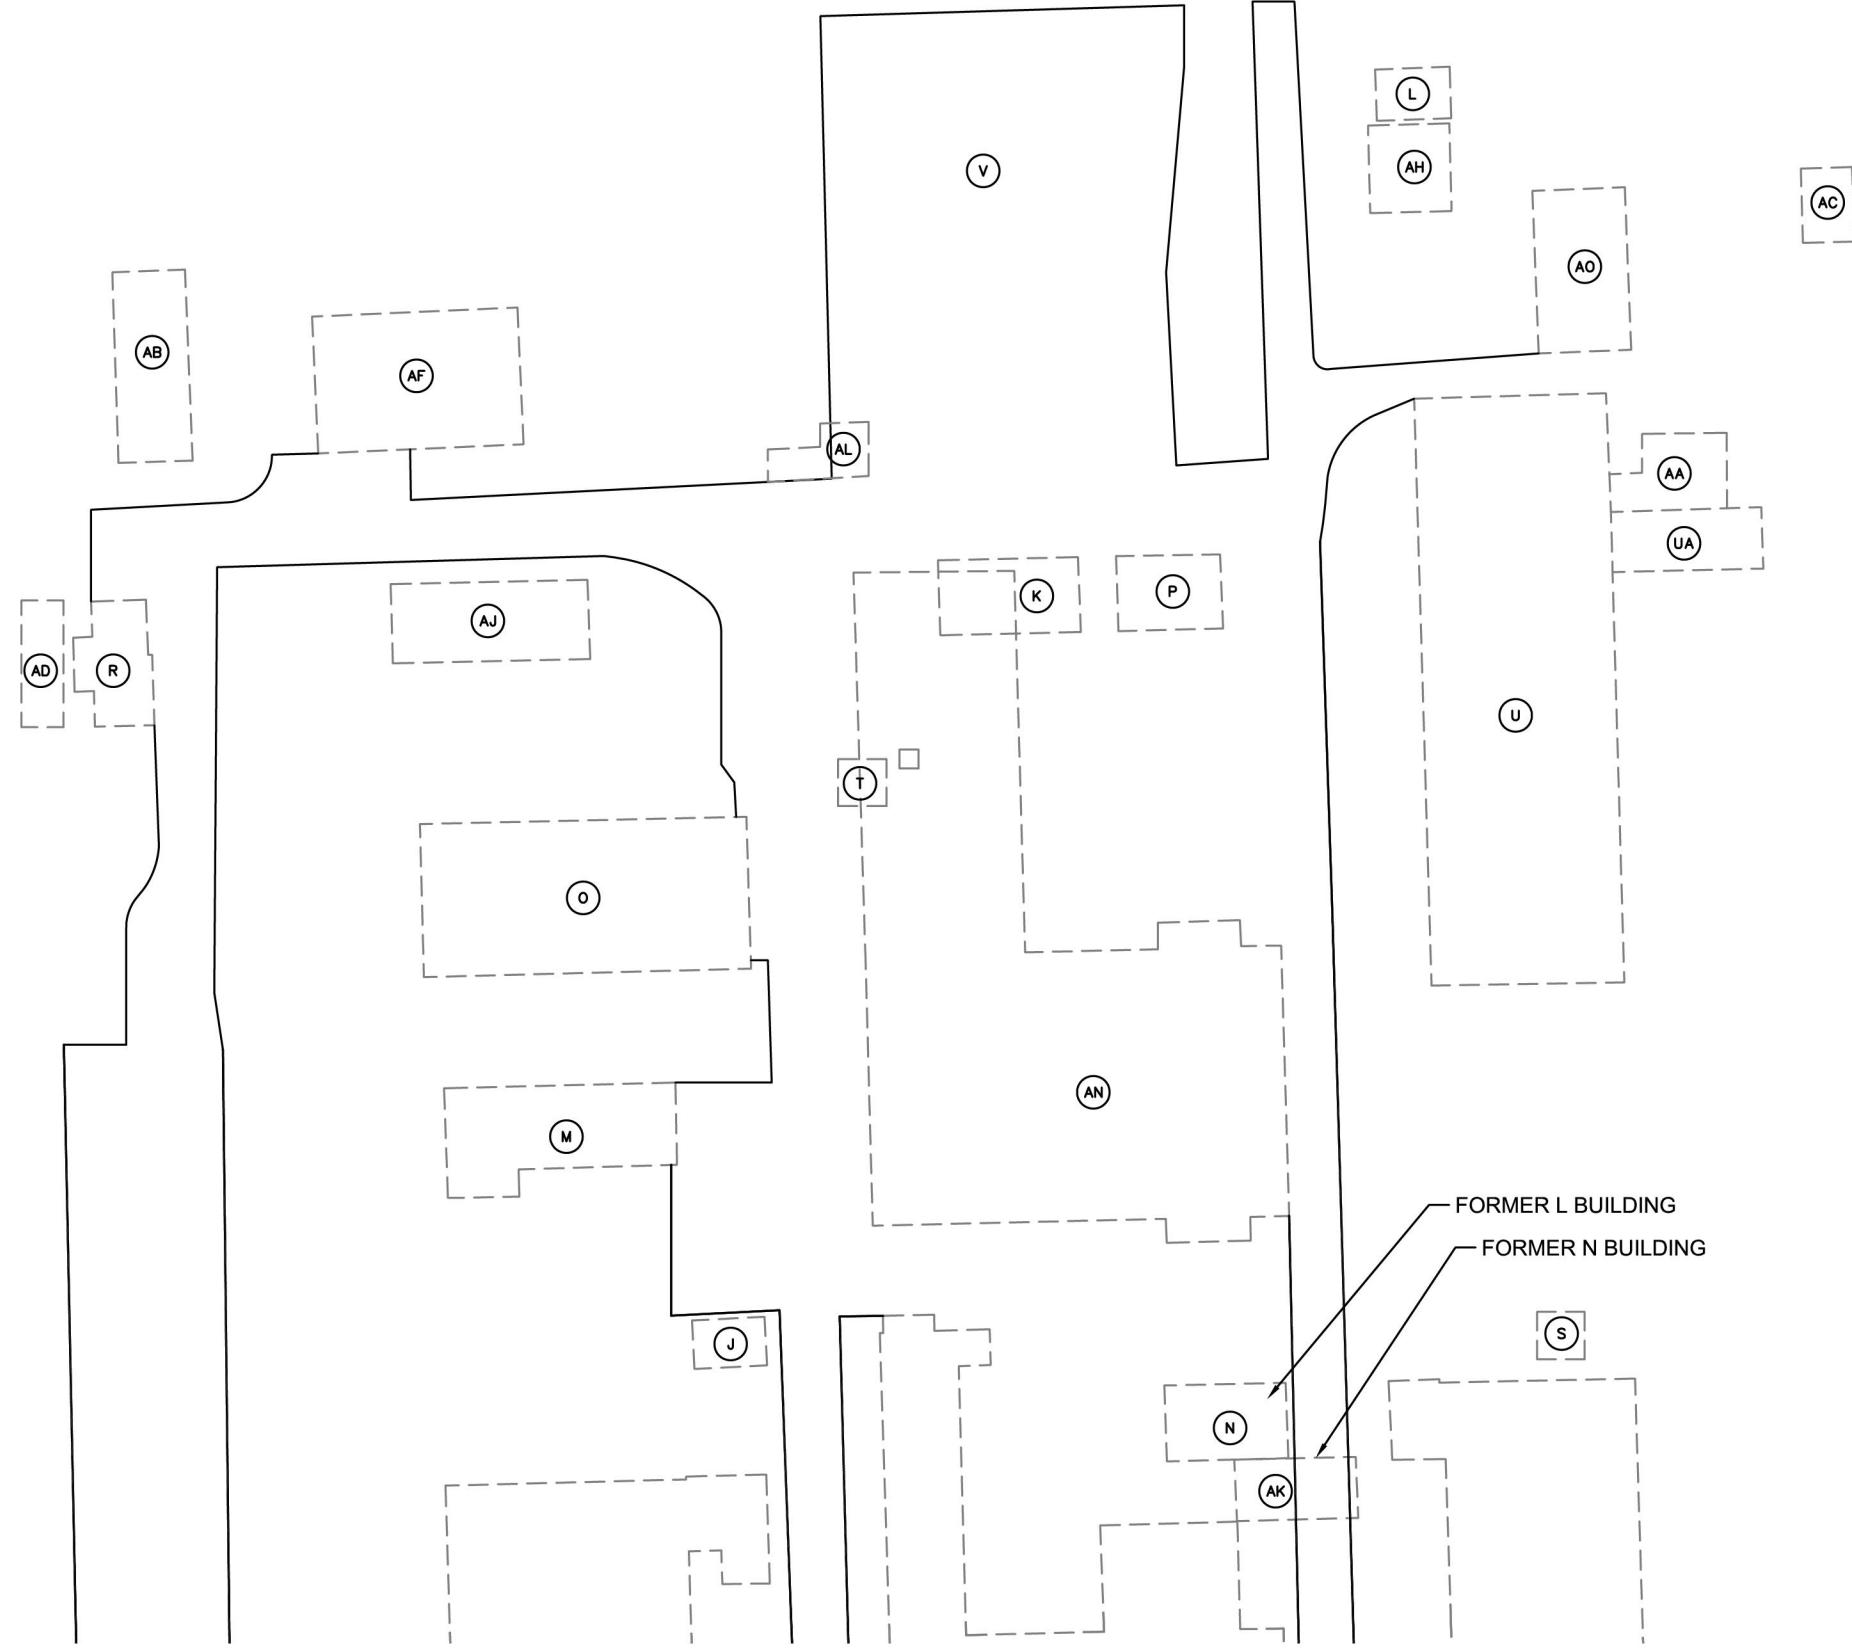 L
V
AH
AC
AO
AB
AF
AL
AA
UA
K
P
AJ
AD
R
U
T
O
AN
M
FORMER L BUILDING
FORMER N BUILDING
S
J
N
AK